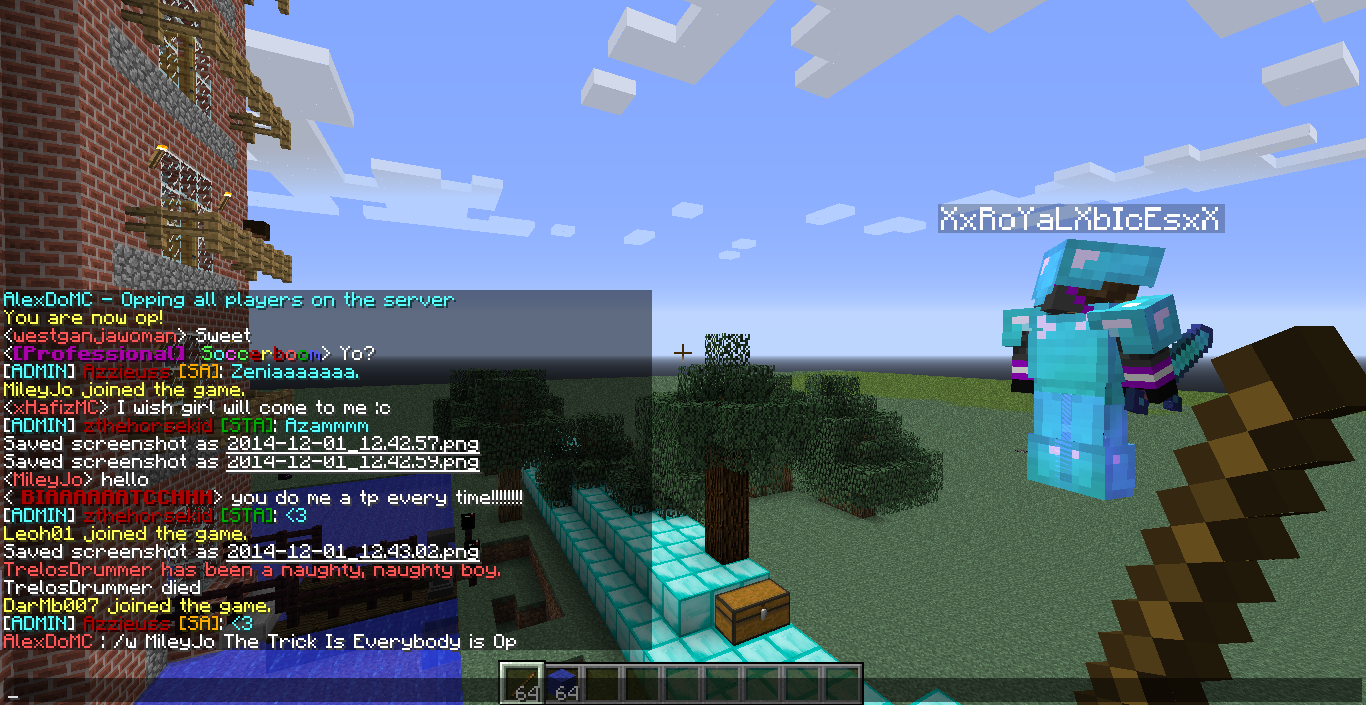 XxRoYaLXbIcEsxX
AlexDoMC - Opping all players on the server
You are now op!
<westganjawoman> Sweet
<[Professional] Soccerboom> Yo?
[ADMIN] Azzieuss [SA]: Zeniaaaaaaa.
MileyJo joined the game.
<xHafizMC> I wish girl will come to me :c
[ADMIN] zthehorsekid [STA]: Azammmm
Saved screenshot as 2014-12-01_12.42.57.png
Saved screenshot as 2014-12-01_12.42.59.png
<MileyJo> hello
< BIAAAAAAATCCHHH> you do me a tp every time!!!!!!!!
[ADMIN] zthehorsekid [STA]: <3
Leoh01 joined the game.
Saved screenshot as 2014-12-01_12.43.02.png
TrelosDrummer has been a naughty, naughty boy.
TrelosDrummer died
DarMb007 joined the game.
[ADMIN] Azzieuss [SA]: <3
AlexDoMC : /w MileyJo The Trick Is Everybody is Op
64 64
_